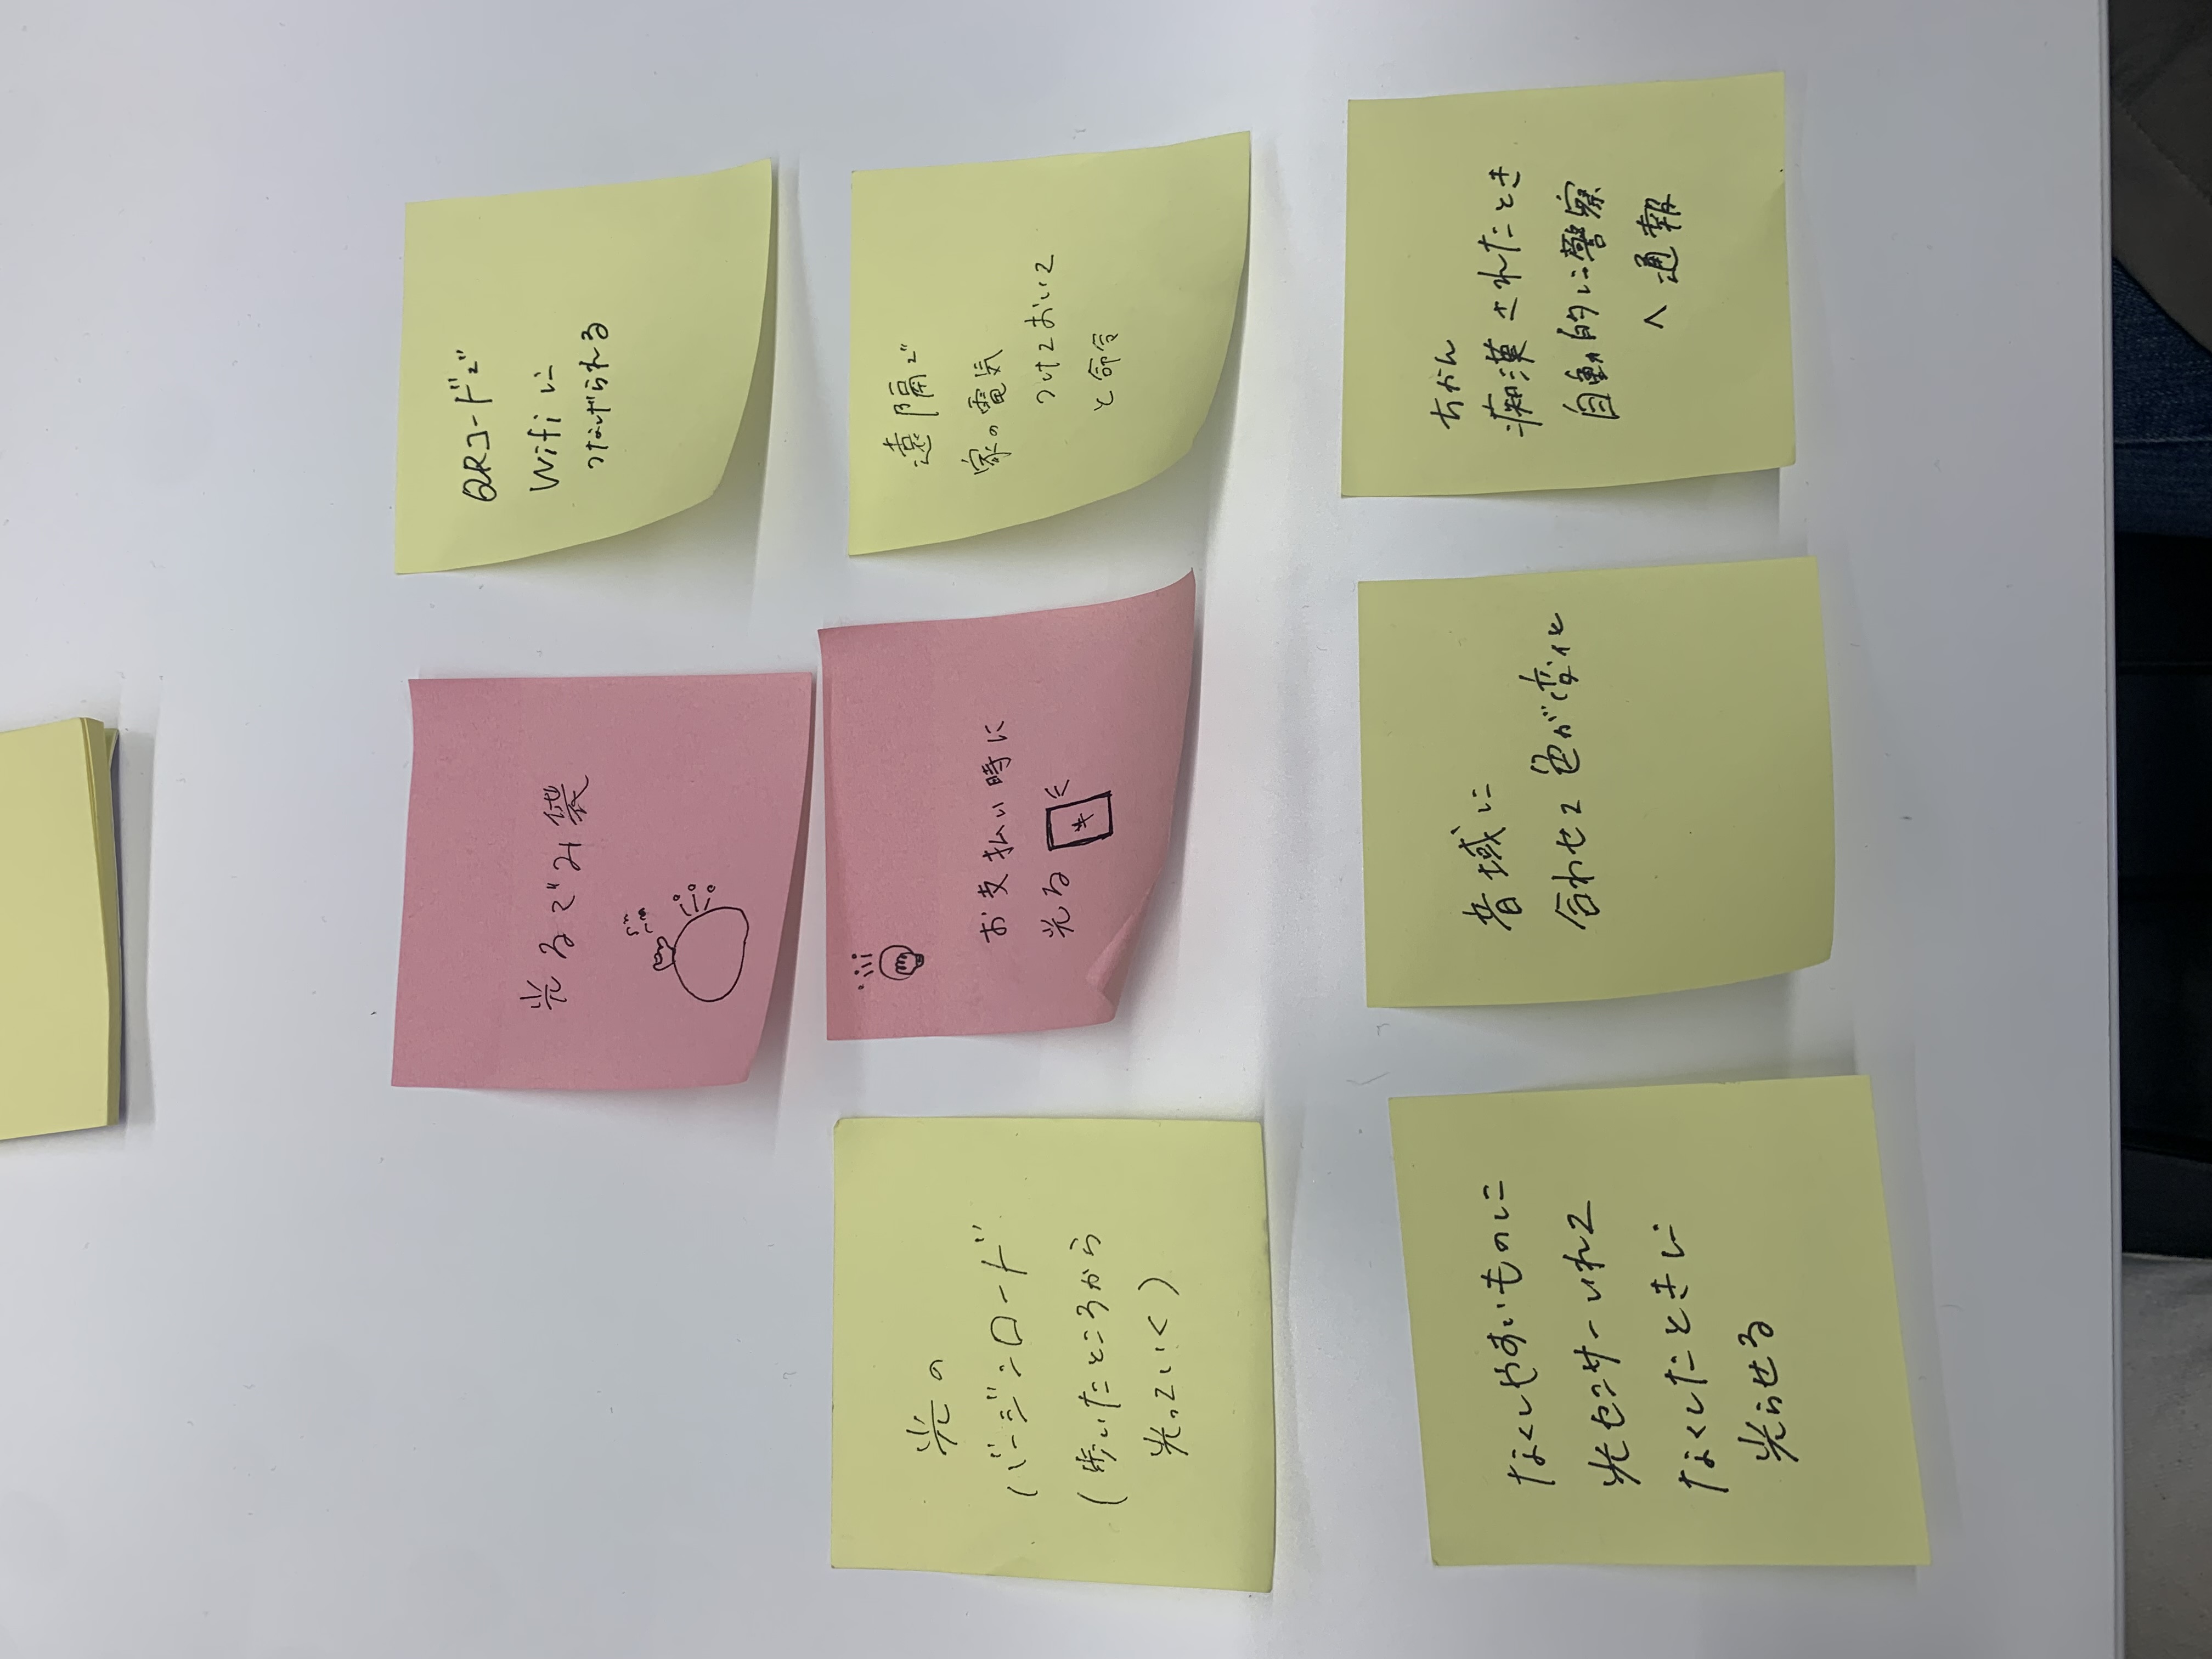 光るごみ袋
QRコードで
Wifiに
つなげられる
光の
バージンロード
(歩いたところから
光っていく)
お支払い時に
光る
遠隔で
家の電気
つけておいて
と命令
なくしやすいものに
光センサーいれて
なくしたときに
光らせる
音域に
合わせて色が変化
ちかん
痴漢されたとき
自動的に警察
へ通報